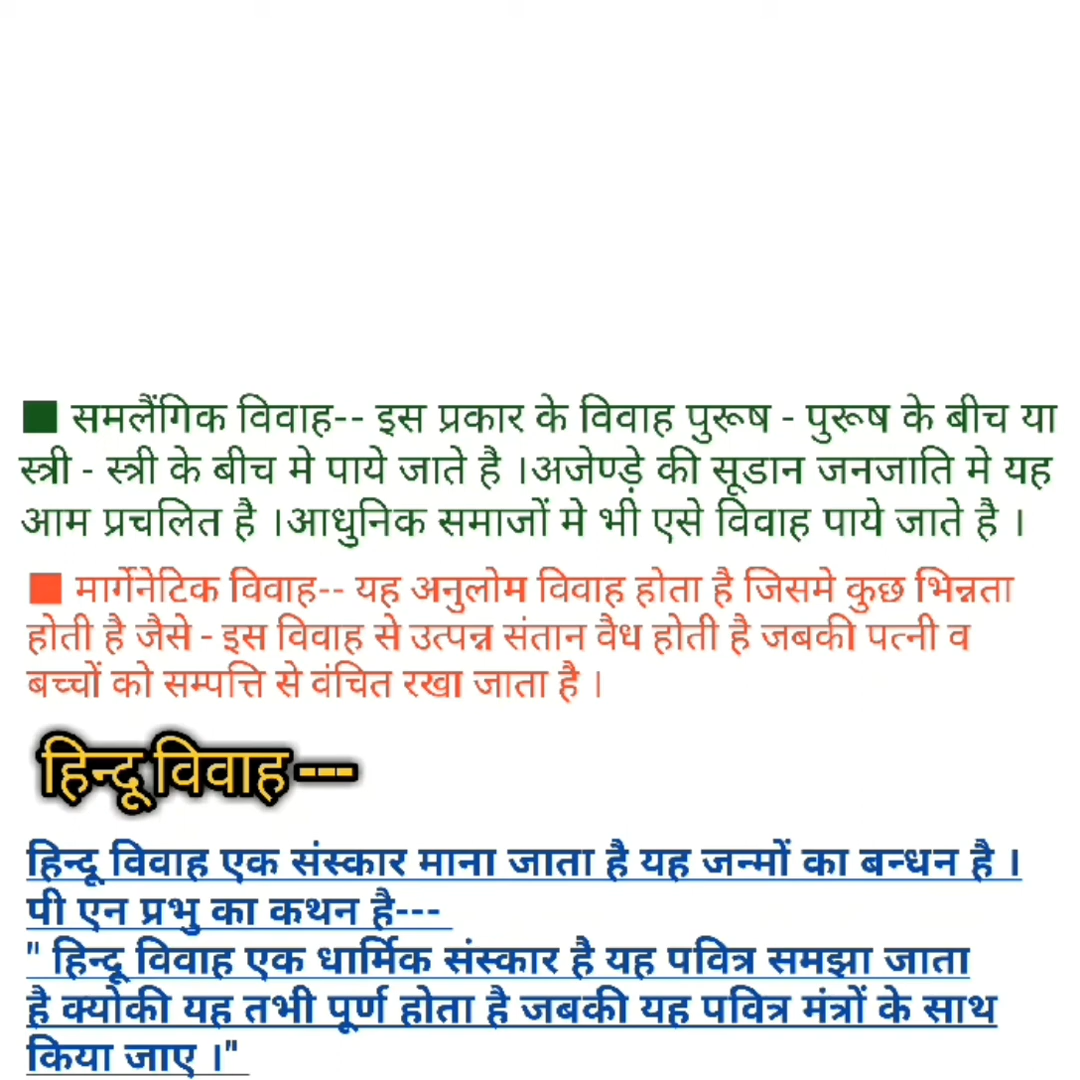 ■ समलैंगिक विवाह-- इस प्रकार के विवाह पुरूष - पुरूष के बीच या
स्त्री - स्त्री के बीच मे पाये जाते है ।अजेण्ड़े की सूडान जनजाति मे यह
आम प्रचलित है ।आधुनिक समाजों मे भी एसे विवाह पाये जाते है ।
■ मार्गेनेटिक विवाह-- यह अनुलोम विवाह होता है जिसमे कुछ भिन्नता
होती है जैसे - इस विवाह से उत्पन्न संतान वैध होती है जबकी पत्नी व
बच्चों को सम्पत्ति से वंचित रखा जाता है ।
हिन्दू विवाह ---
हिन्दू विवाह एक संस्कार माना जाता है यह जन्मों का बन्धन है ।
पी एन प्रभु का कथन है---
" हिन्दू विवाह एक धार्मिक संस्कार है यह पवित्र समझा जाता
है क्योकी यह तभी पूर्ण होता है जबकी यह पवित्र मंत्रों के साथ
किया जाए ।"